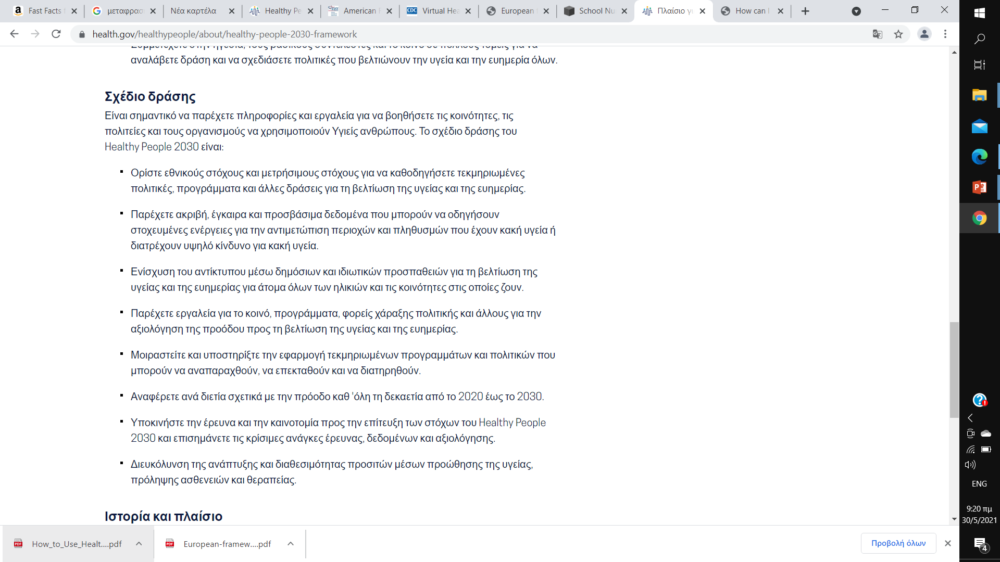 Fast Facts
μεταφρασ
Νέα καρτέλα
Healthy Pe
American
Virtual Hea
CDC
European
School Nu
Πλαίσιο γι
How can
health.gov/healthypeople/about/healthy-people-2030-framework
αναλάβετε δράση και να σχεδιάσετε πολιτικές που βελτιώνουν την υγεία και την ευημερία όλων.
Σχέδιο δράσης
Είναι σημαντικό να παρέχετε πληροφορίες και εργαλεία για να βοηθήσετε τις κοινότητες, τις
πολιτείες και τους οργανισμούς να χρησιμοποιούν Υγιείς ανθρώπους. Το σχέδιο δράσης του
Healthy People 2030 είναι:
▪ Ορίστε εθνικούς στόχους και μετρήσιμους στόχους για να καθοδηγήσετε τεκμηριωμένες
πολιτικές, προγράμματα και άλλες δράσεις για τη βελτίωση της υγείας και της ευημερίας.
▪ Παρέχετε ακριβή, έγκαιρα και προσβάσιμα δεδομένα που μπορούν να οδηγήσουν
στοχευμένες ενέργειες για την αντιμετώπιση περιοχών και πληθυσμών που έχουν κακή υγεία ή
διατρέχουν υψηλό κίνδυνο για κακή υγεία.
▪ Ενίσχυση του αντίκτυπου μέσω δημόσιων και ιδιωτικών προσπαθειών για τη βελτίωση της
υγείας και της ευημερίας για άτομα όλων των ηλικιών και τις κοινότητες στις οποίες ζουν.
▪ Παρέχετε εργαλεία για το κοινό, προγράμματα, φορείς χάραξης πολιτικής και άλλους για την
αξιολόγηση της προόδου προς τη βελτίωση της υγείας και της ευημερίας.
▪ Μοιραστείτε και υποστηρίξτε την εφαρμογή τεκμηριωμένων προγραμμάτων και πολιτικών που
μπορούν να αναπαραχθούν, να επεκταθούν και να διατηρηθούν.
▪ Αναφέρετε ανά διετία σχετικά με την πρόοδο καθ 'όλη τη δεκαετία από το 2020 έως το 2030.
▪ Υποκινήστε την έρευνα και την καινοτομία προς την επίτευξη των στόχων του Healthy People
2030 και επισημάνετε τις κρίσιμες ανάγκες έρευνας, δεδομένων και αξιολόγησης.
▪ Διευκόλυνση της ανάπτυξης και διαθεσιμότητας προσιτών μέσων προώθησης της υγείας,
πρόληψης ασθενειών και θεραπείας.
Ιστορία και πλαίσιο
How_to_Use_Healt....pdf
European-framew....pdf
Προβολή όλων
ENG
9:20 πμ
30/5/2021
4